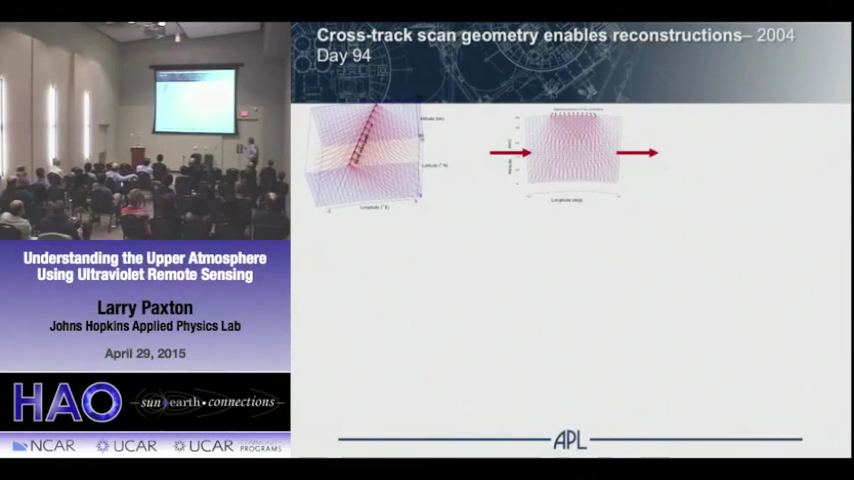 Cross-track scan geometry enables reconstructions– 2004
Day 94
Altitude (km)
Latitude (° N)
Longitude (° E)
Altitude
Longitude (deg)
Understanding the Upper Atmosphere
Using Ultraviolet Remote Sensing
Larry Paxton
Johns Hopkins Applied Physics Lab
April 29, 2015
HAO
sun earth • connections
NCAR
UCAR
UCAR
PROGRAMS
APL